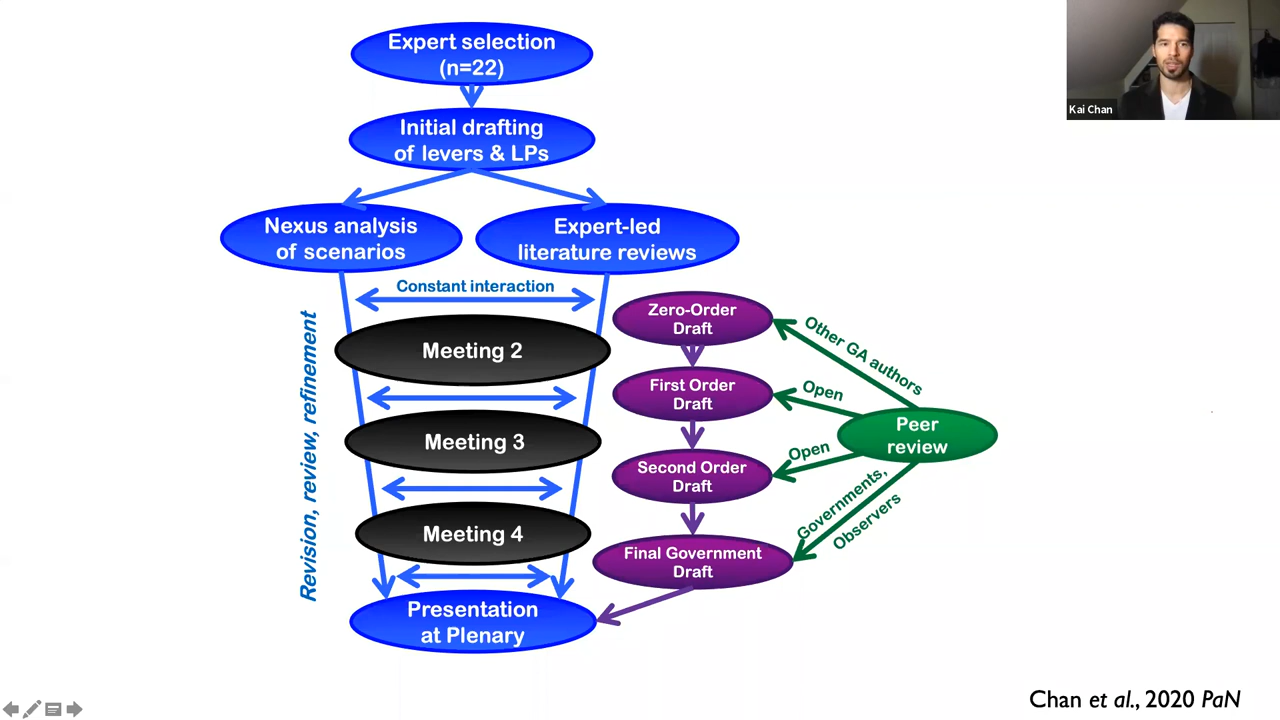 Expert selection
(n=22)
Kai Chan
Initial drafting
of levers & LPs
Nexus analysis
of scenarios
Expert-led
literature reviews
Constant interaction
Revision, review, refinement
Meeting 2
Meeting 3
Meeting 4
Presentation
at Plenary
Zero-Order
Draft
First Order
Draft
Second Order
Draft
Final Government
Draft
Other GA authors
Open
Open
Governments,
Observers
Peer
review
Chan et al., 2020 PaN